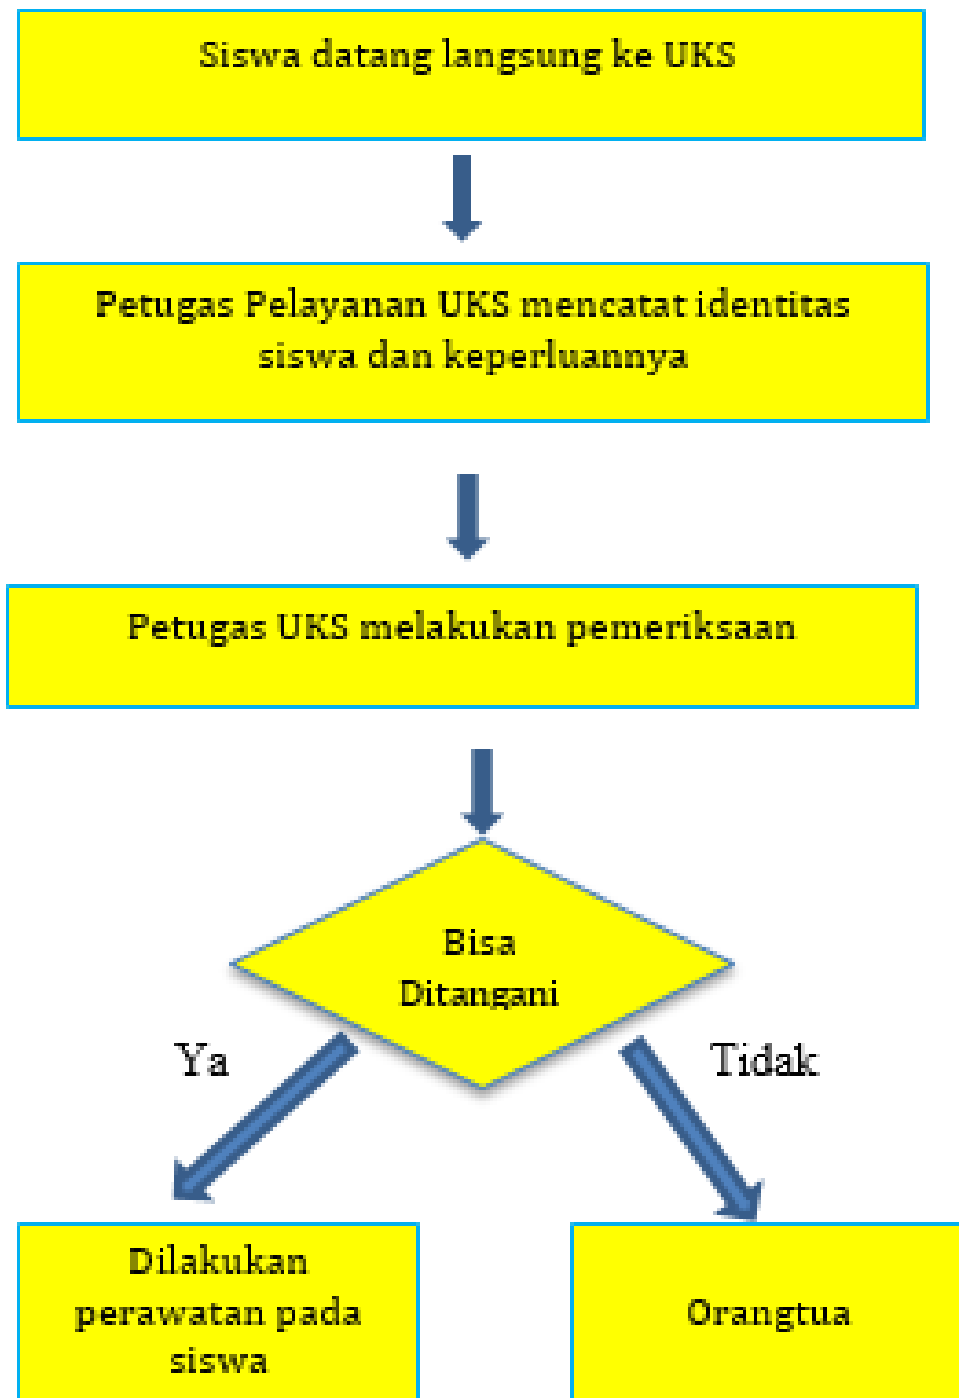 Siswa datang langsung ke UKS
Petugas Pelayanan UKS mencatat identitas
siswa dan keperluannya
Petugas UKS melakukan pemeriksaan
Bisa
Ditangani
Ya
Tidak
Dilakukan
perawatan pada
siswa
Orangtua